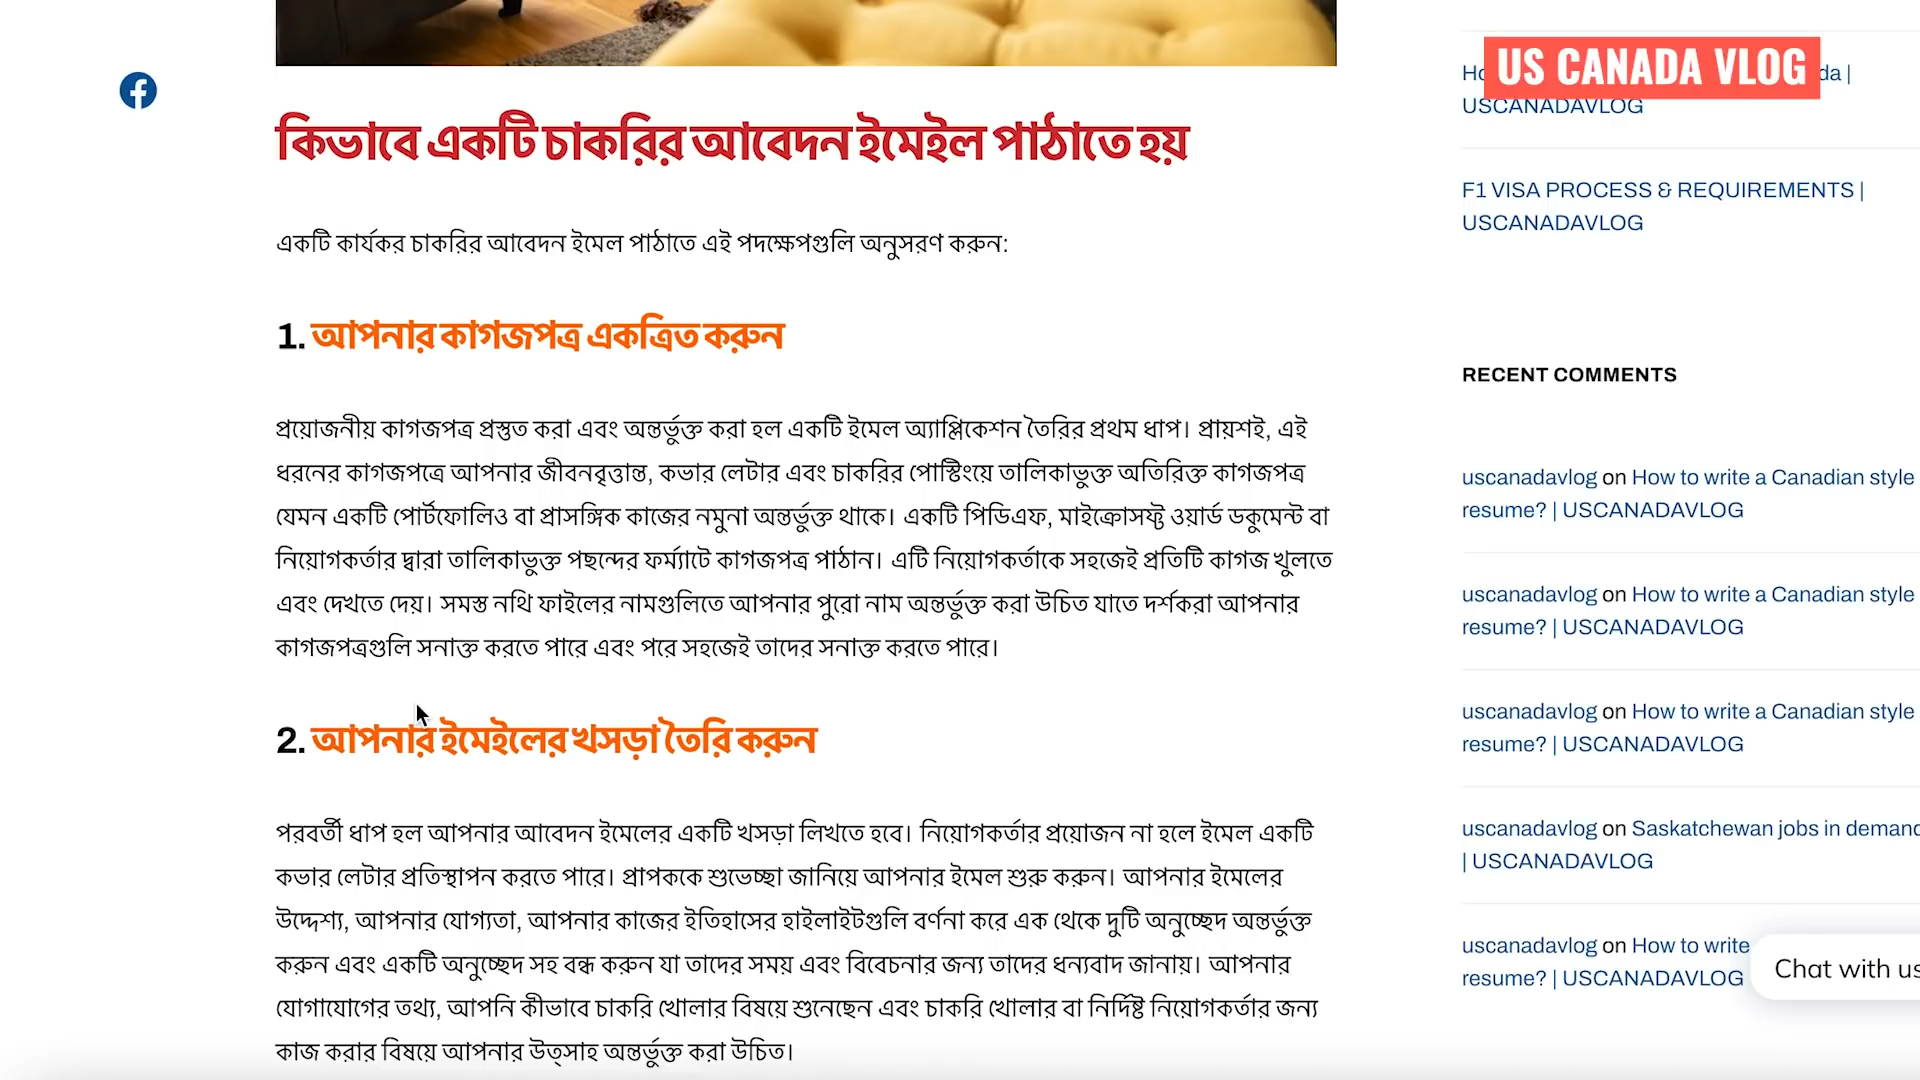 US CANADA VLOG
কিভাবে একটি চাকরির আবেদন ইমেইল পাঠাতে হয়
একটি কার্যকর চাকরির আবেদন ইমেল পাঠাতে এই পদক্ষেপগুলি অনুসরণ করুন:
1. আপনার কাগজপত্র একত্রিত করুন
প্রয়োজনীয় কাগজপত্র প্রস্তুত করা এবং অন্তর্ভুক্ত করা হল একটি ইমেল অ্যাপ্লিকেশন তৈরির প্রথম ধাপ। প্রায়শই, এই
ধরনের কাগজপত্রে আপনার জীবনবৃত্তান্ত, কভার লেটার এবং চাকরির পোস্টিংয়ে তালিকাভুক্ত অতিরিক্ত কাগজপত্র
যেমন একটি পোর্টফোলিও বা প্রাসঙ্গিক কাজের নমুনা অন্তর্ভুক্ত থাকে। একটি পিডিএফ, মাইক্রোসফ্ট ওয়ার্ড ডকুমেন্ট বা
নিয়োগকর্তার দ্বারা তালিকাভুক্ত পছন্দের ফর্ম্যাটে কাগজপত্র পাঠান। এটি নিয়োগকর্তাকে সহজেই প্রতিটি কাগজ খুলতে
এবং দেখতে দেয়। সমস্ত নথি ফাইলের নামগুলিতে আপনার পুরো নাম অন্তর্ভুক্ত করা উচিত যাতে দর্শকরা আপনার
কাগজপত্রগুলি সনাক্ত করতে পারে এবং পরে সহজেই তাদের সনাক্ত করতে পারে।
2. আপনার ইমেইলের খসড়া তৈরি করুন
পরবর্তী ধাপ হল আপনার আবেদন ইমেলের একটি খসড়া লিখতে হবে। নিয়োগকর্তার প্রয়োজন না হলে ইমেল একটি
কভার লেটার প্রতিস্থাপন করতে পারে। প্রাপককে শুভেচ্ছা জানিয়ে আপনার ইমেল শুরু করুন। আপনার ইমেলের
উদ্দেশ্য, আপনার যোগ্যতা, আপনার কাজের ইতিহাসের হাইলাইটগুলি বর্ণনা করে এক থেকে দুটি অনুচ্ছেদ অন্তর্ভুক্ত
করুন এবং একটি অনুচ্ছেদ সহ বন্ধ করুন যা তাদের সময় এবং বিবেচনার জন্য তাদের ধন্যবাদ জানায়। আপনার
যোগাযোগের তথ্য, আপনি কীভাবে চাকরি খোলার বিষয়ে শুনেছেন এবং চাকরি খোলার বা নির্দিষ্ট নিয়োগকর্তার জন্য
কাজ করার বিষয়ে আপনার উত্সাহ অন্তর্ভুক্ত করা উচিত।
USCANADAVLOG
F1 VISA PROCESS & REQUIREMENTS |
USCANADAVLOG
RECENT COMMENTS
uscanadavlog on How to write a Canadian style
resume? | USCANADAVLOG
uscanadavlog on How to write a Canadian style
resume? | USCANADAVLOG
uscanadavlog on How to write a Canadian style
resume? | USCANADAVLOG
uscanadavlog on Saskatchewan jobs in demand
| USCANADAVLOG
uscanadavlog on How to write
resume? | USCANADAVLOG
Chat with us